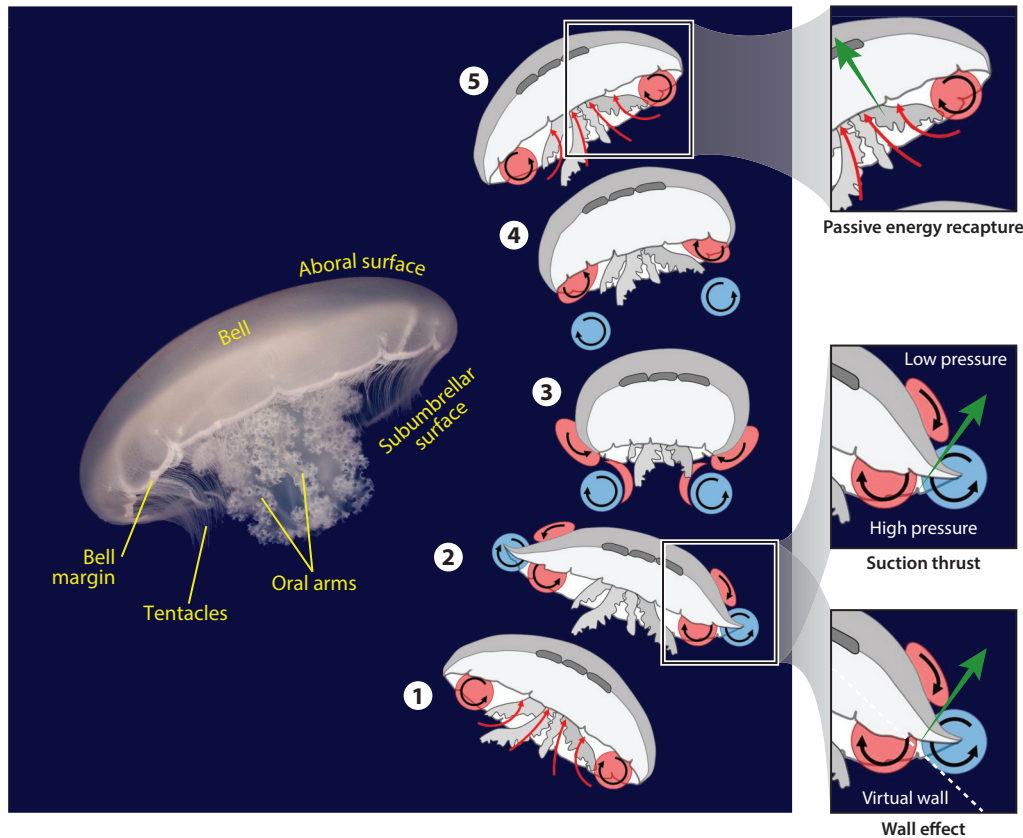 5
Passive energy recapture
4
Aboral surface
Bell
Subumbrellar
surface
Low pressure
3
High pressure
Suction thrust
2
Bell
margin
Oral arms
Tentacles
1
Virtual wall
Wall effect